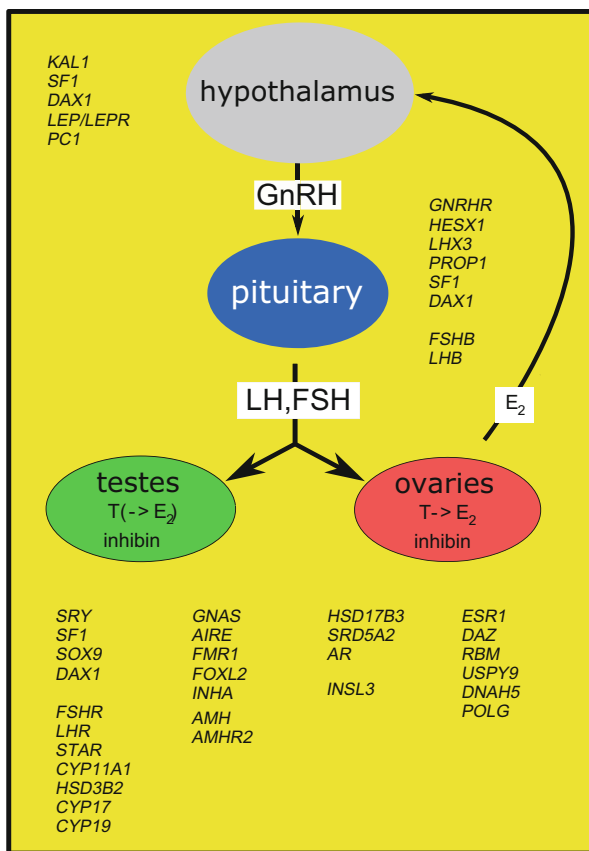 KAL1
SF1
DAX1
LEP/LEPR
PC1
hypothalamus
GnRH
GNRHR
HESX1
LHX3
PROP1
SF1
DAX1
FSHB
LHB
pituitary
LH,FSH
E₂
testes
T(->E₂)
inhibin
ovaries
T->E₂
inhibin
SRY
SF1
SOX9
DAX1
FSHR
LHR
STAR
CYP11A1
HSD3B2
CYP17
CYP19
GNAS
AIRE
FMR1
FOXL2
INHA
AMH
AMHR2
HSD17B3
SRD5A2
AR
INSL3
ESR1
DAZ
RBM
USPY9
DNAH5
POLG